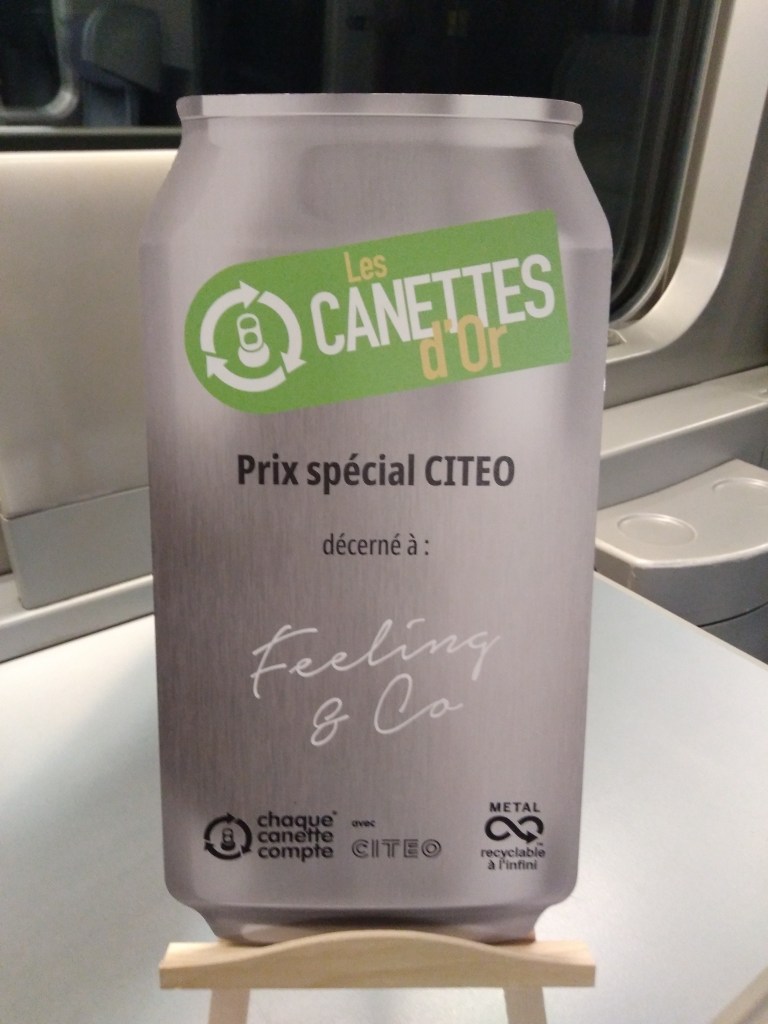 Les
CANETTES
d'Or
Prix spécial CITEO
décerné à :
Feeling
& Co
chaque*
canette
compte
avec
CITEO
METAL
recyclable
à l'infini